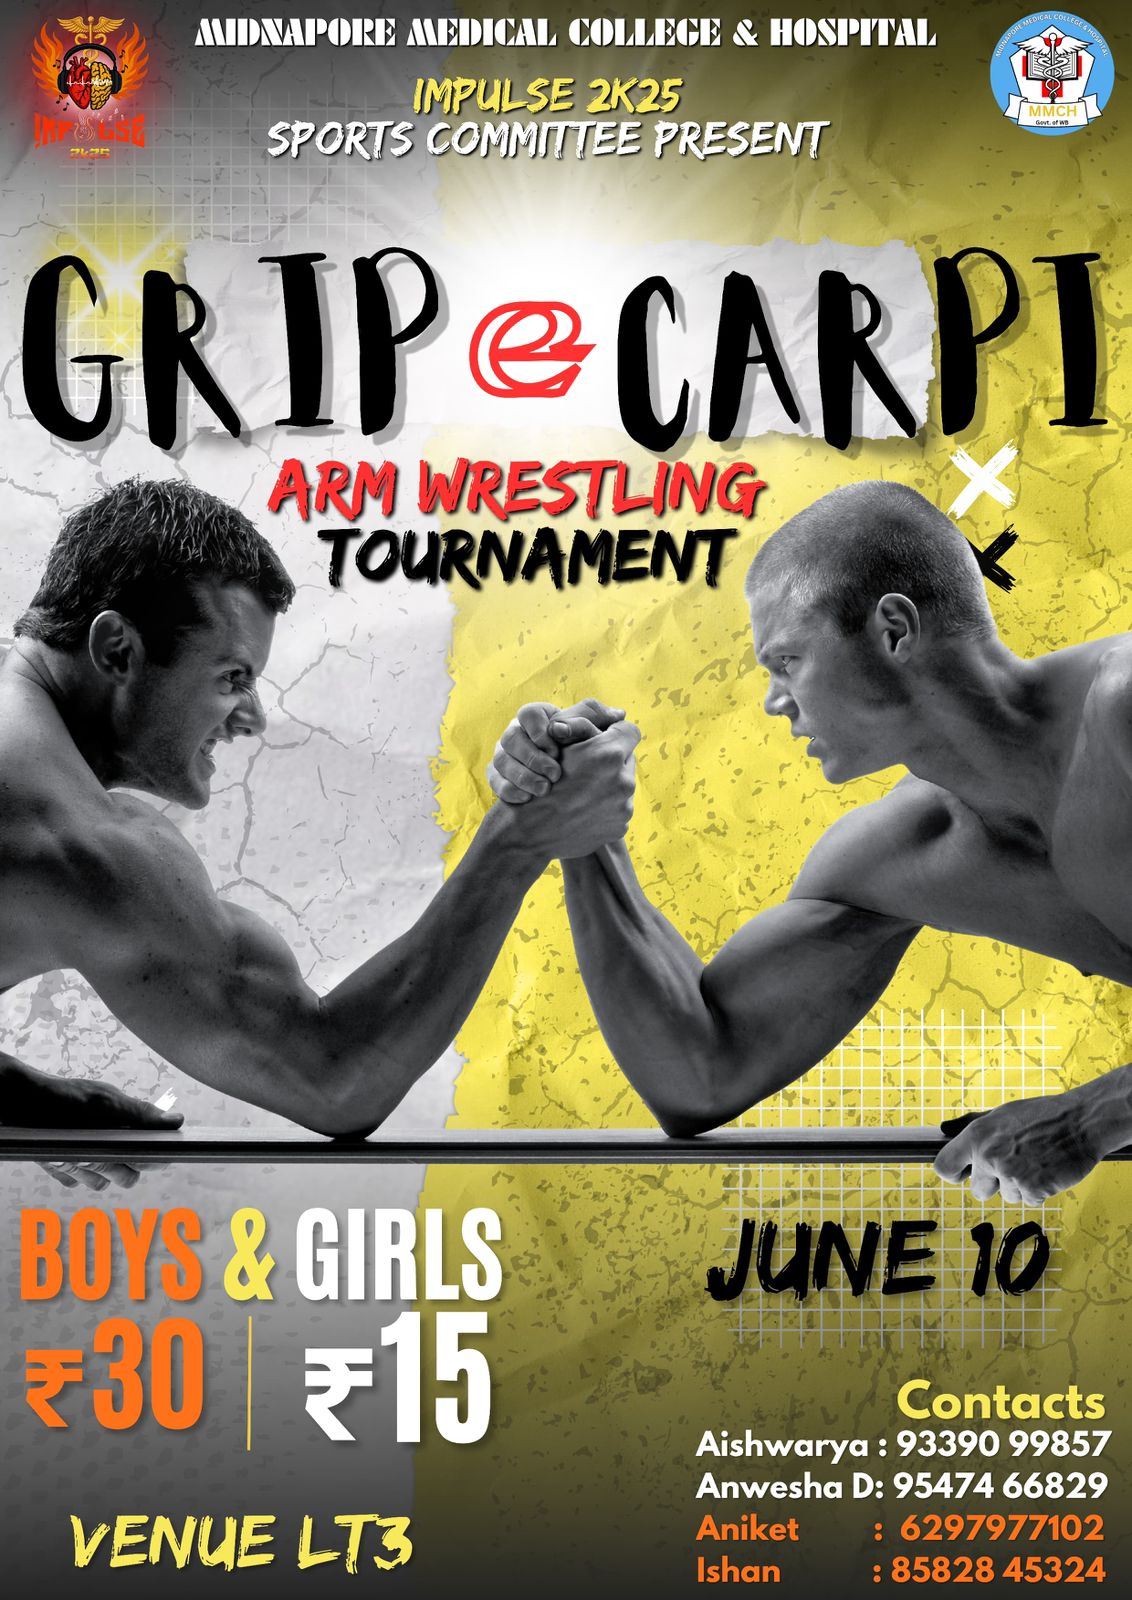 MIDNAPORE MEDICAL COLLEGE & HOSPITAL
IMPULSE 2K25
SPORTS COMMITTEE PRESENT
IMPULSE
2K25
MIDNAPORE MEDICAL COLLEGE & HOSPITAL
MMCH
Govt. of WB
GRIP e CARPI
ARM WRESTLING
TOURNAMENT
BOYS & GIRLS
₹30 | ₹15
JUNE 10
VENUE LT3
Contacts
Aishwarya : 93390 99857
Anwesha D: 95474 66829
Aniket : 6297977102
Ishan : 85828 45324